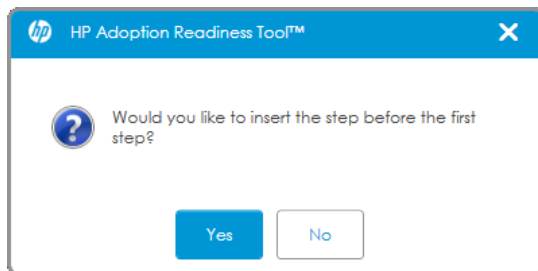 hp HP Adoption Readiness Tool™
Would you like to insert the step before the first
step?
Yes No